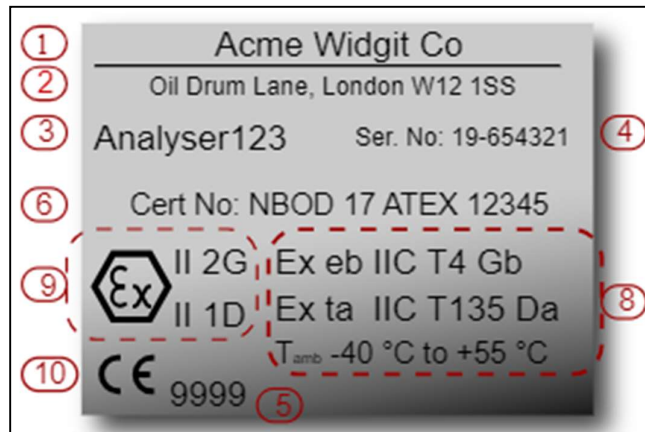 1 Acme Widgit Co
2 Oil Drum Lane, London W12 1SS
3 Analyser123 Ser. No: 19-654321 4
6 Cert No: NBOD 17 ATEX 12345
9 Ex II 2G Ex eb IIC T4 Gb 8
II 1D Ex ta IIC T135 Da
Tamb -40 °C to +55 °C
10 CE 9999 5